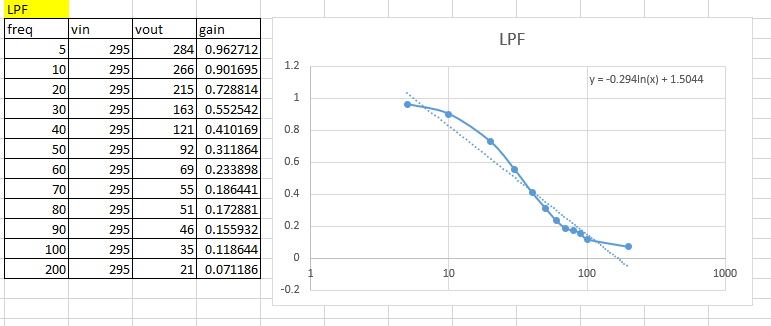 LPF
freq vin vout gain
5 295 284 0.962712
10 295 266 0.901695
20 295 215 0.728814
30 295 163 0.552542
40 295 121 0.410169
50 295 92 0.311864
60 295 69 0.233898
70 295 55 0.186441
80 295 51 0.172881
90 295 46 0.155932
100 295 35 0.118644
200 295 21 0.071186
LPF
y = -0.294ln(x) + 1.5044
1.2
1
0.8
0.6
0.4
0.2
0
-0.2
1 10 100 1000